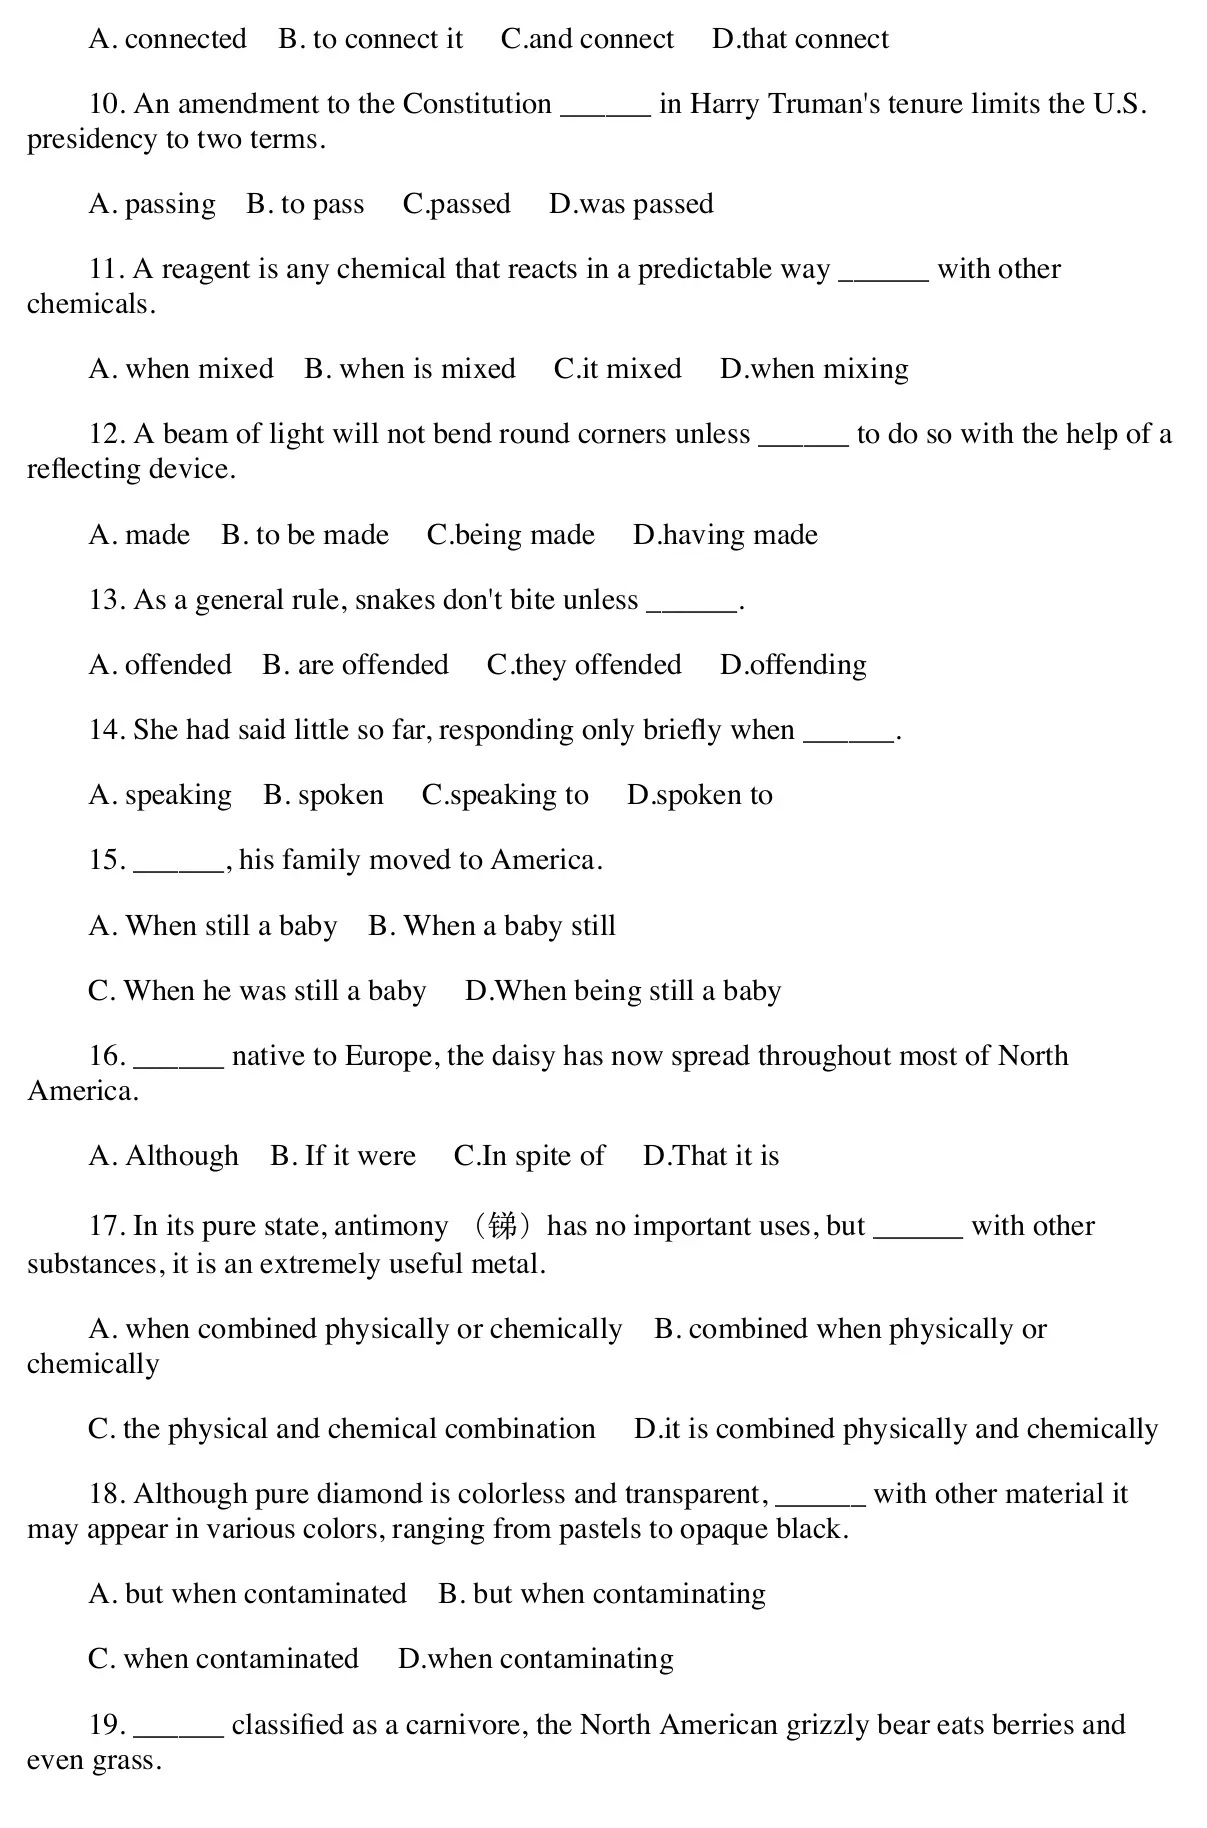 A. connected B. to connect it C.and connect D.that connect
10. An amendment to the Constitution ______ in Harry Truman's tenure limits the U.S.
presidency to two terms.
A. passing B. to pass C.passed D.was passed
11. A reagent is any chemical that reacts in a predictable way ______ with other
chemicals.
A. when mixed B. when is mixed C.it mixed D.when mixing
12. A beam of light will not bend round corners unless ______ to do so with the help of a
reflecting device.
A. made B. to be made C.being made D.having made
13. As a general rule, snakes don't bite unless ______.
A. offended B. are offended C.they offended D.offending
14. She had said little so far, responding only briefly when ______.
A. speaking B. spoken C.speaking to D.spoken to
15. ______, his family moved to America.
A. When still a baby B. When a baby still
C. When he was still a baby D.When being still a baby
16. ______ native to Europe, the daisy has now spread throughout most of North
America.
A. Although B. If it were C.In spite of D.That it is
17. In its pure state, antimony （锑）has no important uses, but ______ with other
substances, it is an extremely useful metal.
A. when combined physically or chemically B. combined when physically or
chemically
C. the physical and chemical combination D.it is combined physically and chemically
18. Although pure diamond is colorless and transparent, ______ with other material it
may appear in various colors, ranging from pastels to opaque black.
A. but when contaminated B. but when contaminating
C. when contaminated D.when contaminating
19. ______ classified as a carnivore, the North American grizzly bear eats berries and
even grass.